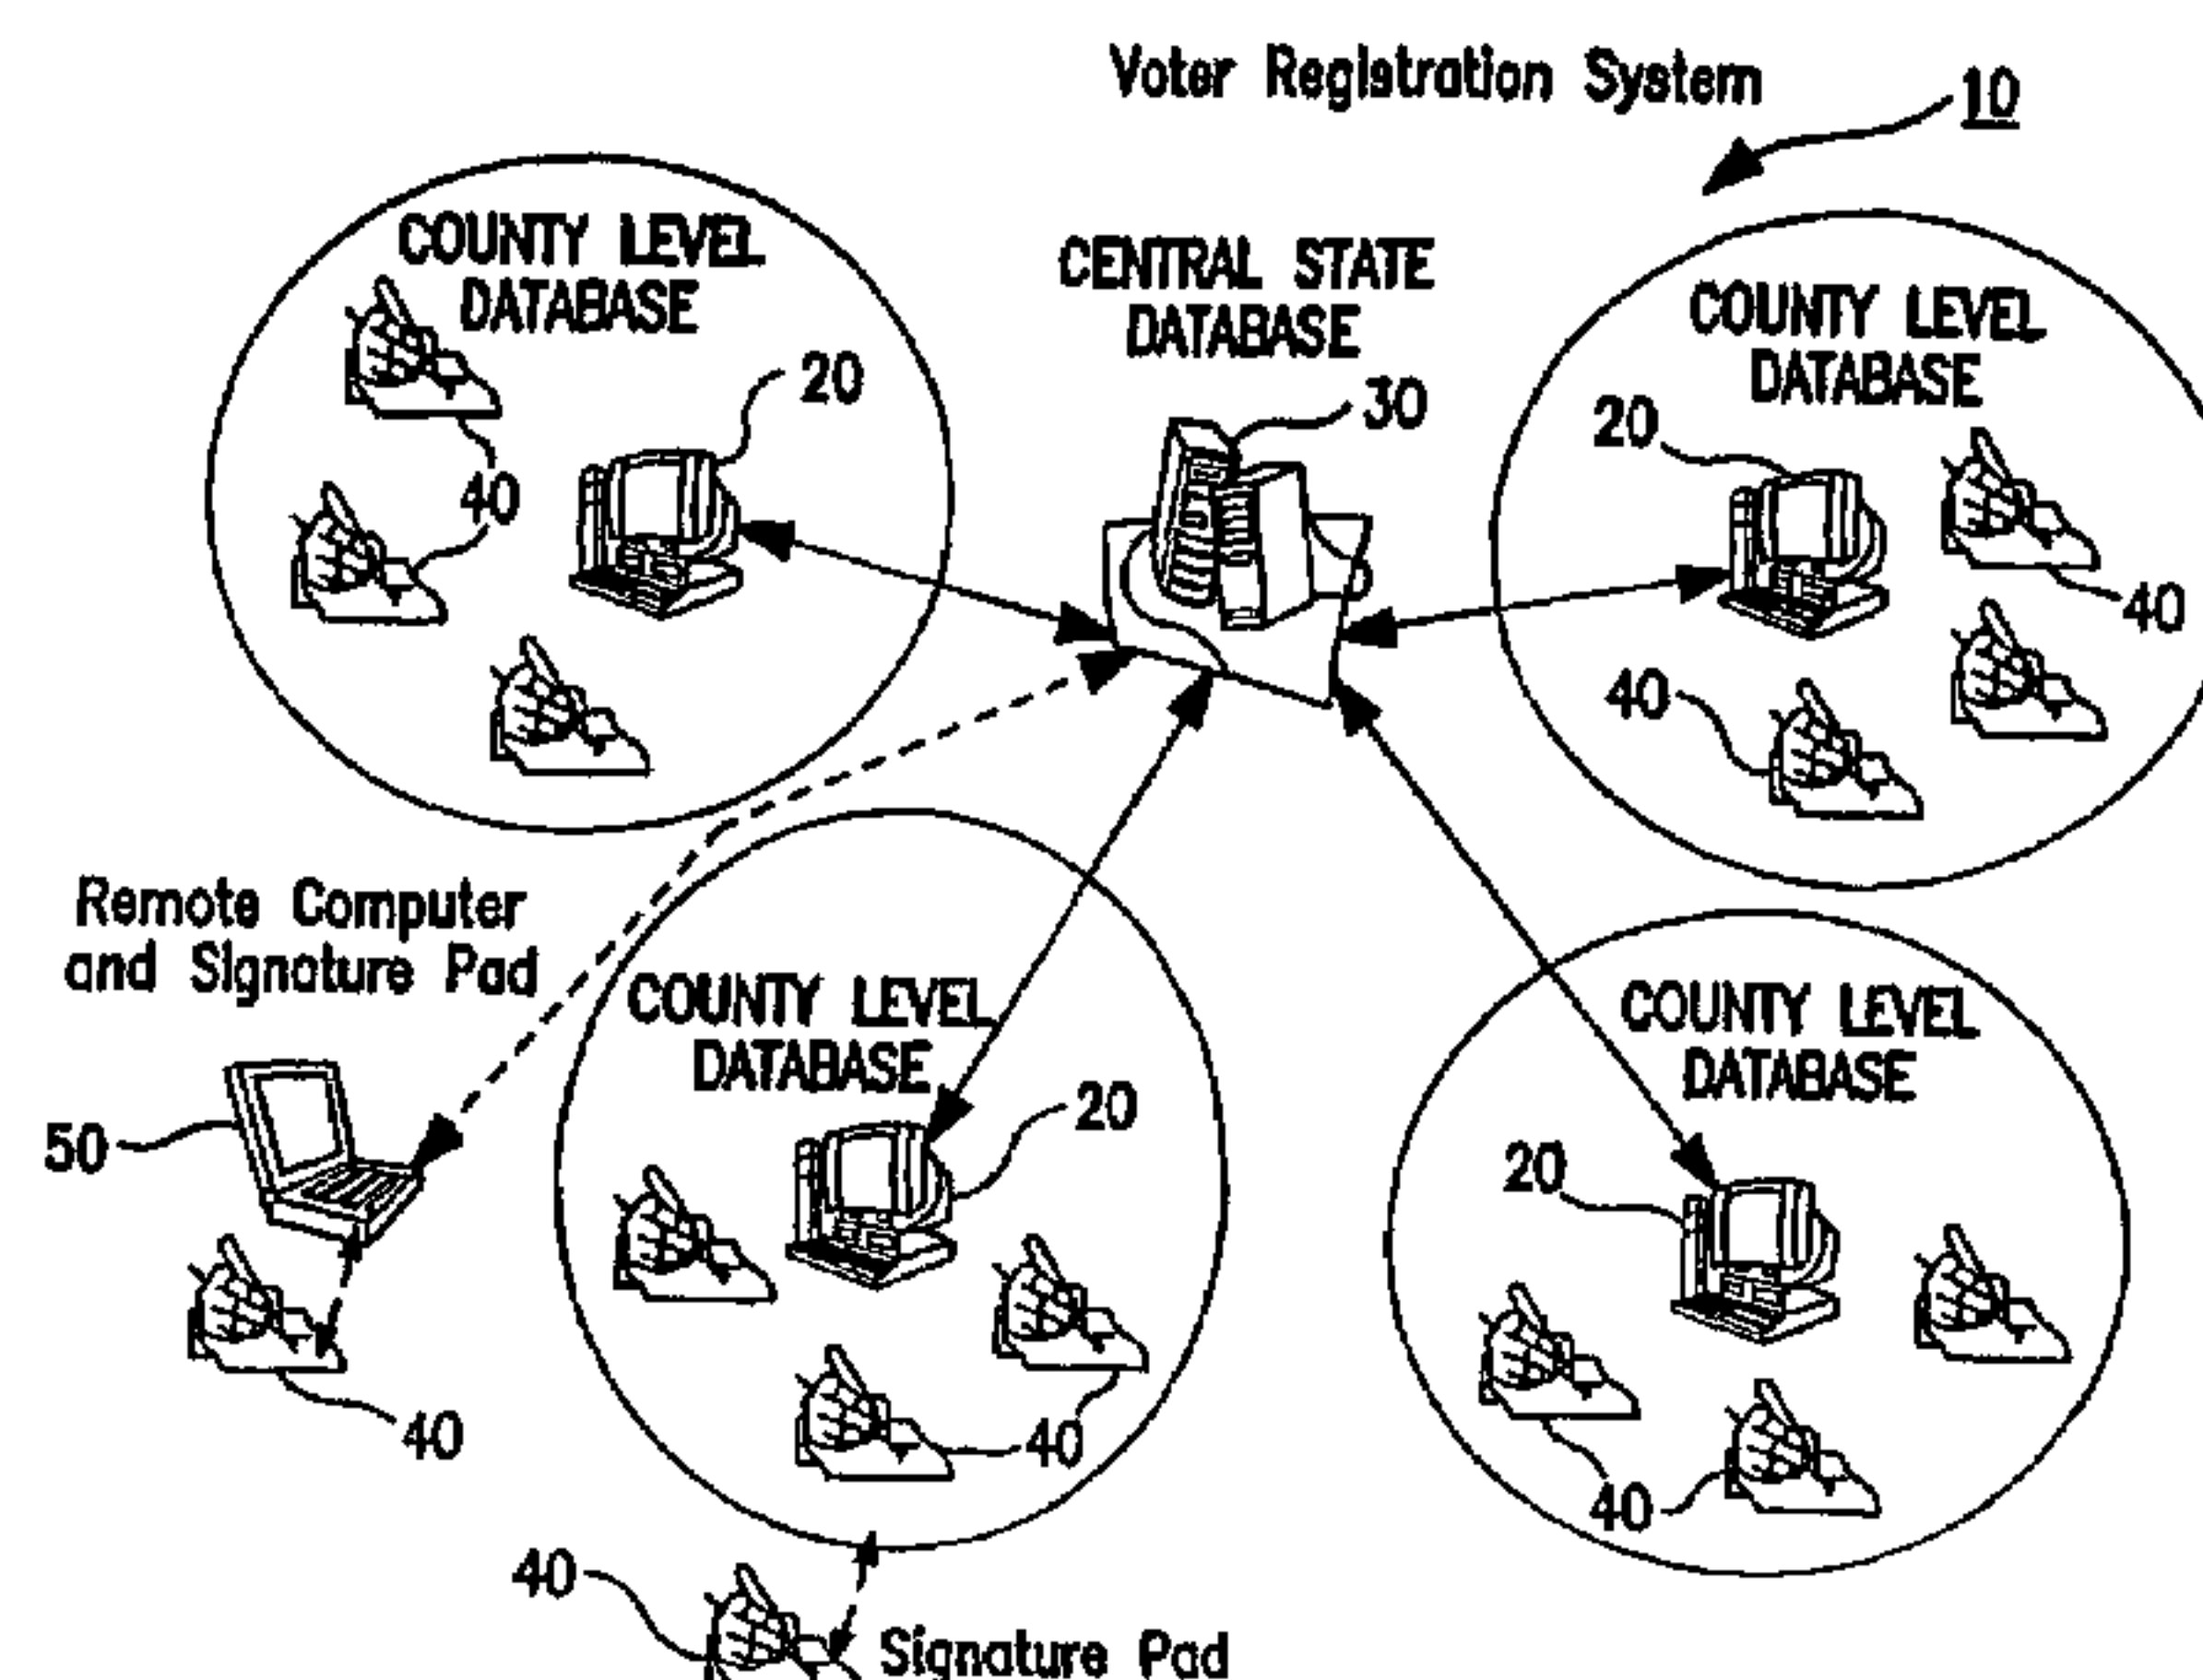 Voter Registration System
10
COUNTY LEVEL
DATABASE
20
40
CENTRAL STATE
DATABASE
30
COUNTY LEVEL
DATABASE
20
40
40
Remote Computer
and Signature Pad
50
40
COUNTY LEVEL
DATABASE
20
40
COUNTY LEVEL
DATABASE
20
40
40
Signature Pad